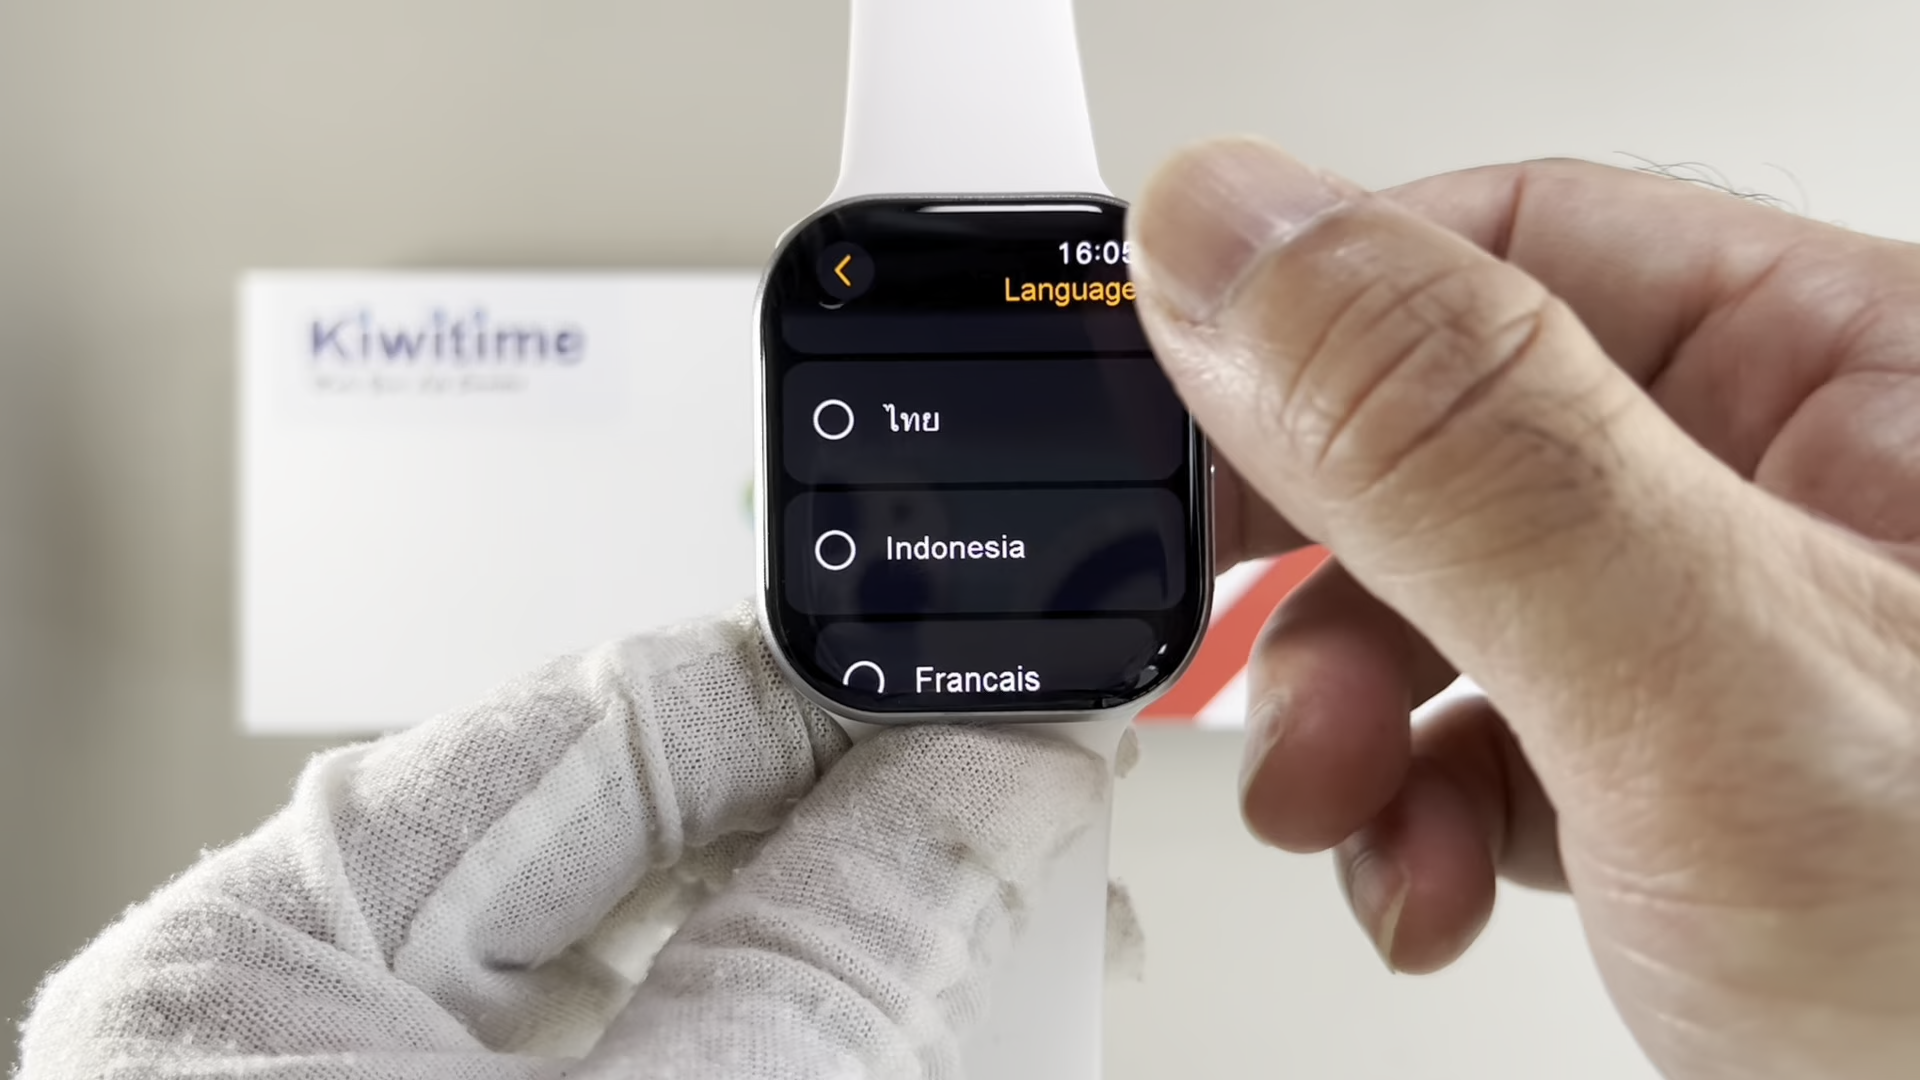 Kiwitime
16:05
Language
ไทย
Indonesia
Francais